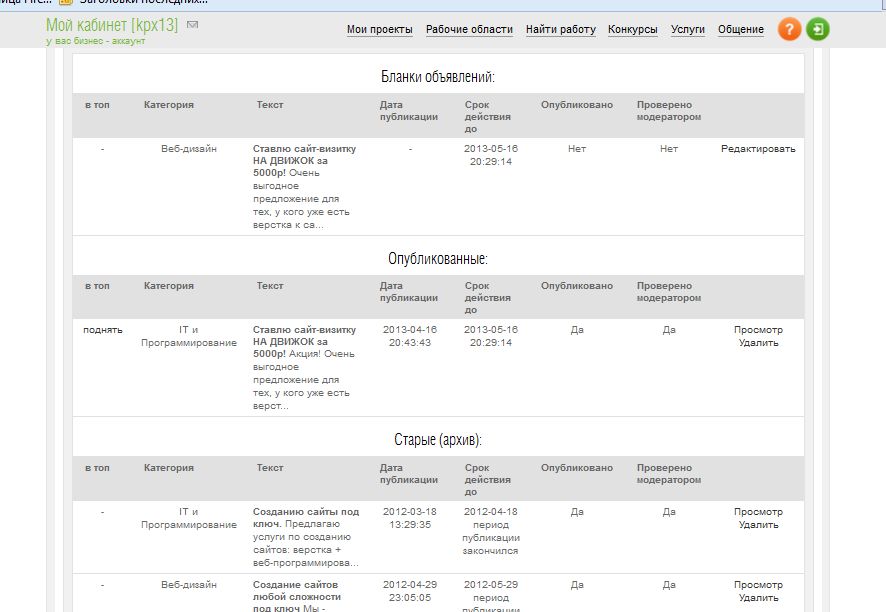 Заголовки последних...
Мой кабинет [kpx13]
у вас бизнес - аккаунт
Мои проекты Рабочие области Найти работу Конкурсы Услуги Общение ?
Бланки объявлений:
в топ Категория Текст Дата публикации Срок действия до Опубликовано Проверено модератором
- Веб-дизайн Ставлю сайт-визитку - 2013-05-16 Нет Нет Редактировать
НА ДВИЖОК за 20:29:14
5000р! Очень
выгодное
предложение для
тех, у кого уже есть
верстка к са...
Опубликованные:
в топ Категория Текст Дата публикации Срок действия до Опубликовано Проверено модератором
поднять IT и Ставлю сайт-визитку 2013-04-16 2013-05-16 Да Да Просмотр
Программирование НА ДВИЖОК за 20:43:43 20:29:14 Удалить
5000р! Акция! Очень
выгодное
предложение для
тех, у кого уже есть
верст...
Старые (архив):
в топ Категория Текст Дата публикации Срок действия до Опубликовано Проверено модератором
- IT и Созданию сайты под 2012-03-18 2012-04-18 Да Да Просмотр
Программирование ключ. Предлагаю 13:29:35 период Удалить
услуги по созданию публикации
сайтов: верстка + закончился
веб-программирова...
- Веб-дизайн Создание сайтов 2012-04-29 2012-05-29 Да Да Просмотр
любой сложности 23:05:05 период Удалить
под ключ Мы - публикации